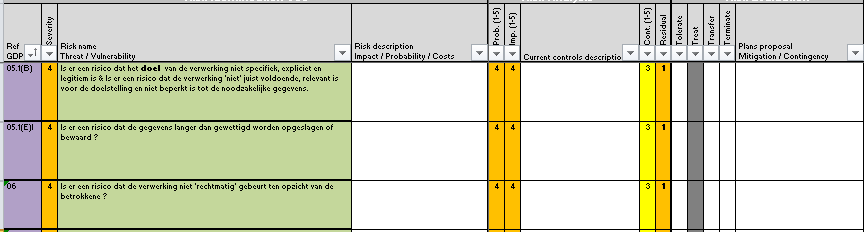 Ref
GDP
Severity
Risk name
Threat / Vulnerability
Risk description
Impact / Probability / Costs
Prob. (1-5)
Imp. (1-5)
Current controls descriptio
Cont. (1-5)
Residual
Tolerate
Treat
Transfer
Terminate
Plans proposal
Mitigation / Contingency
05.1(B) 4 Is er een risico dat het doel van de verwerking niet specifiek, expliciet en 4 4 3 1
legitiem is & Is er een risico dat de verwerking 'niet' juist voldoende, relevant is
voor de doelstelling en niet beperkt is tot de noodzakelijke gegevens.
05.1(E)I 4 Is er een risico dat de gegevens langer dan gewettigd worden opgeslagen of 4 4 3 1
bewaard ?
06 4 Is er een risico dat de verwerking niet 'rechtmatig' gebeurt ten opzicht van de 4 4 3 1
betrokkene ?